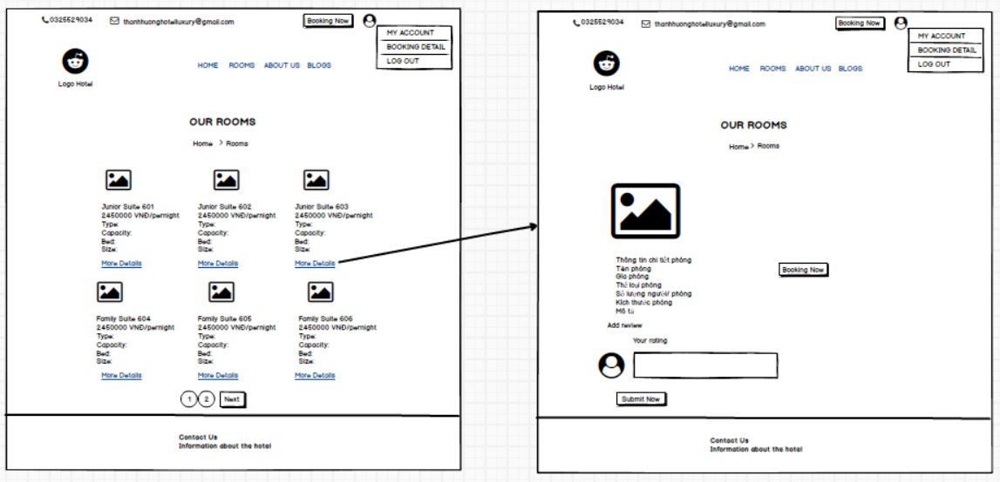 0325529034 thanhhuonghotelluxury@gmail.com Booking Now
MY ACCOUNT
BOOKING DETAIL
LOG OUT
HOME ROOMS ABOUT US BLOGS
Logo Hotel
OUR ROOMS
Home > Rooms
Junior Suite 601
2450000 VNĐ/pernight
Type:
Capacity:
Bed:
Size:
More Details
Junior Suite 602
2450000 VNĐ/pernight
Type:
Capacity:
Bed:
Size:
More Details
Junior Suite 603
2450000 VNĐ/pernight
Type:
Capacity:
Bed:
Size:
More Details
Family Suite 604
2450000 VNĐ/pernight
Type:
Capacity:
Bed:
Size:
More Details
Family Suite 605
2450000 VNĐ/pernight
Type:
Capacity:
Bed:
Size:
More Details
Family Suite 606
2450000 VNĐ/pernight
Type:
Capacity:
Bed:
Size:
More Details
1 2 Next
Contact Us
Information about the hotel
0325529034 thanhhuonghotelluxury@gmail.com Booking Now
MY ACCOUNT
BOOKING DETAIL
LOG OUT
HOME ROOMS ABOUT US BLOGS
Logo Hotel
OUR ROOMS
Home > Rooms
Thông tin chi tiết phòng
Tên phòng
Gía phòng
Thể loại phòng
Số lượng người/ phòng
Kích thước phòng
Mô tả
Booking Now
Add review
Your rating
Submit Now
Contact Us
Information about the hotel